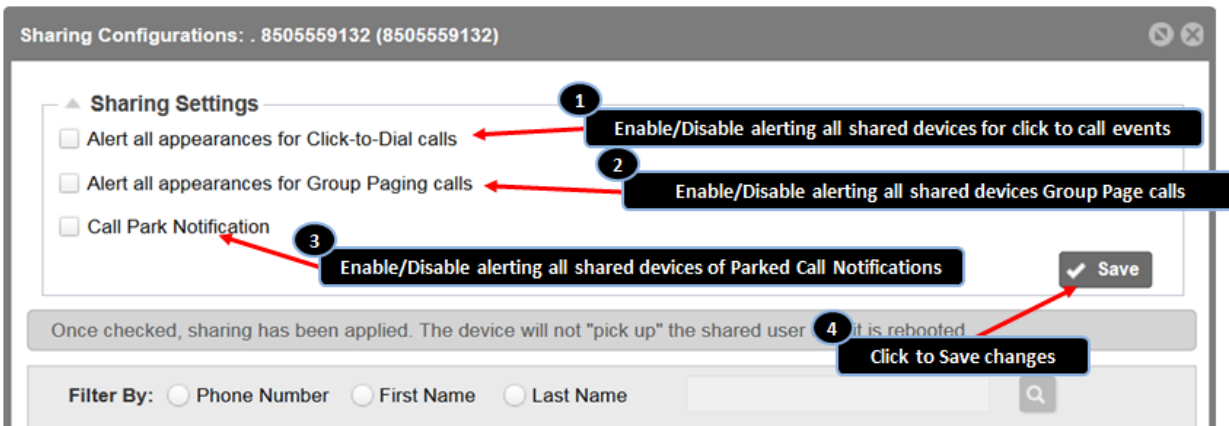 Sharing Configurations: . 8505559132 (8505559132)
Sharing Settings
1
Alert all appearances for Click-to-Dial calls
Enable/Disable alerting all shared devices for click to call events
2
Alert all appearances for Group Paging calls
Enable/Disable alerting all shared devices Group Page calls
Call Park Notification
3
Enable/Disable alerting all shared devices of Parked Call Notifications
Save
Once checked, sharing has been applied. The device will not "pick up" the shared user it is rebooted
4
Click to Save changes
Filter By: Phone Number First Name Last Name